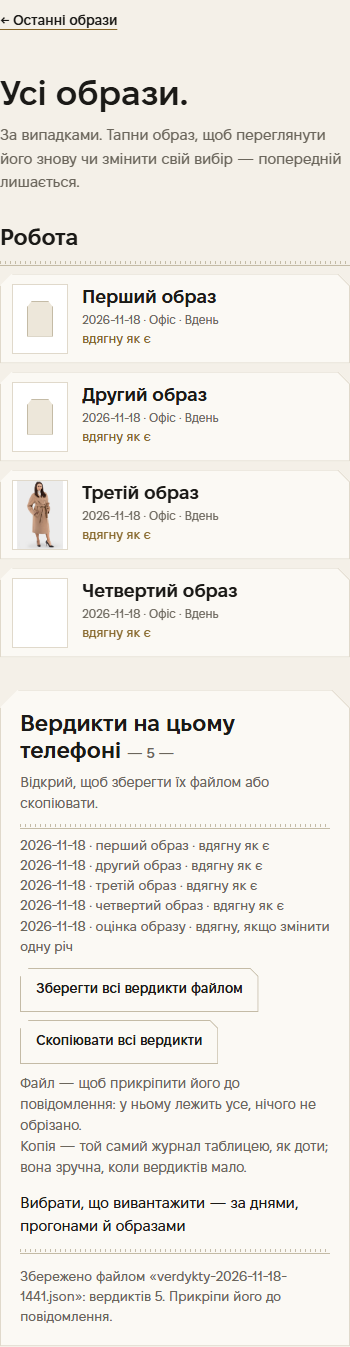 ← Останні образи
Усі образи.
За випадками. Тапни образ, щоб переглянути
його знову чи змінити свій вибір — попередній
лишається.
Робота
Перший образ
2026-11-18 · Офіс · Вдень
вдягну як є
Другий образ
2026-11-18 · Офіс · Вдень
вдягну як є
Третій образ
2026-11-18 · Офіс · Вдень
вдягну як є
Четвертий образ
2026-11-18 · Офіс · Вдень
вдягну як є
Вердикти на цьому
телефоні — 5 —
Відкрий, щоб зберегти їх файлом або
скопіювати.
2026-11-18 · перший образ · вдягну як є
2026-11-18 · другий образ · вдягну як є
2026-11-18 · третій образ · вдягну як є
2026-11-18 · четвертий образ · вдягну як є
2026-11-18 · оцінка образу · вдягну, якщо змінити
одну річ
Зберегти всі вердикти файлом
Скопіювати всі вердикти
Файл — щоб прикріпити його до
повідомлення: у ньому лежить усе, нічого не
обрізано.
Копія — той самий журнал таблицею, як доти;
вона зручна, коли вердиктів мало.
Вибрати, що вивантажити — за днями,
прогонами й образами
Збережено файлом «verdykty-2026-11-18-
1441.json»: вердиктів 5. Прикріпи його до
повідомлення.